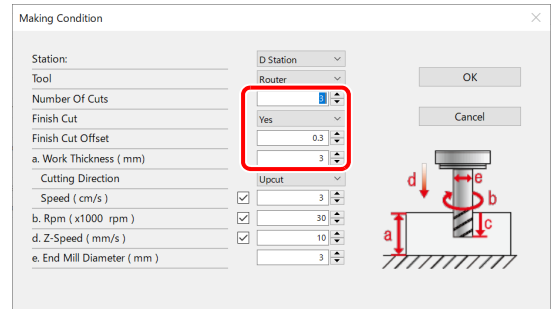 Making Condition
Station: D Station
Tool Router
Number Of Cuts 3
Finish Cut Yes
Finish Cut Offset 0.3
a. Work Thickness ( mm) 3
Cutting Direction Upcut
Speed ( cm/s ) 3
b. Rpm ( x1000 rpm ) 30
d. Z-Speed ( mm/s ) 10
e. End Mill Diameter ( mm ) 3
OK
Cancel
d
e
b
c
a